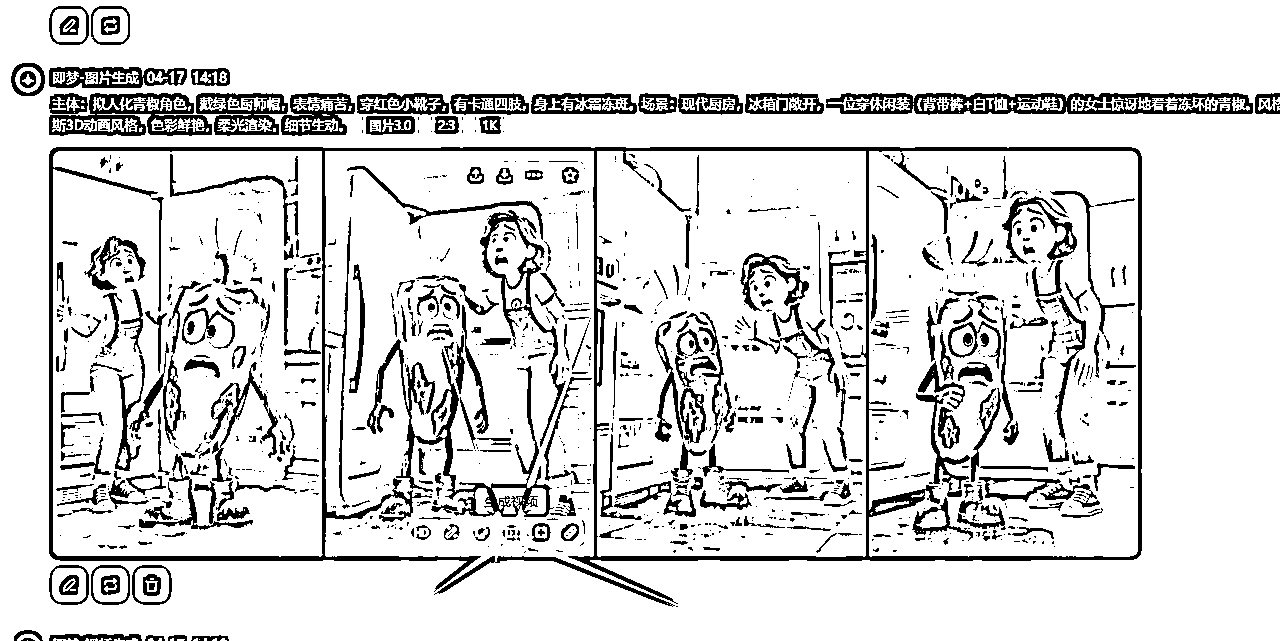 即梦-图片生成 04-17 14:18
主体：拟人化青椒角色，戴绿色厨师帽，表情痛苦，穿红色小靴子，有卡通四肢，身上有冰霜冻斑，场景：现代厨房，冰箱门敞开，一位穿休闲装（背带裤+白T恤+运动鞋）的女士惊讶地看着冻坏的青椒，风格
斯3D动画风格，色彩鲜艳，柔光渲染，细节生动。 图片3.0 2:3 1K
生成视频